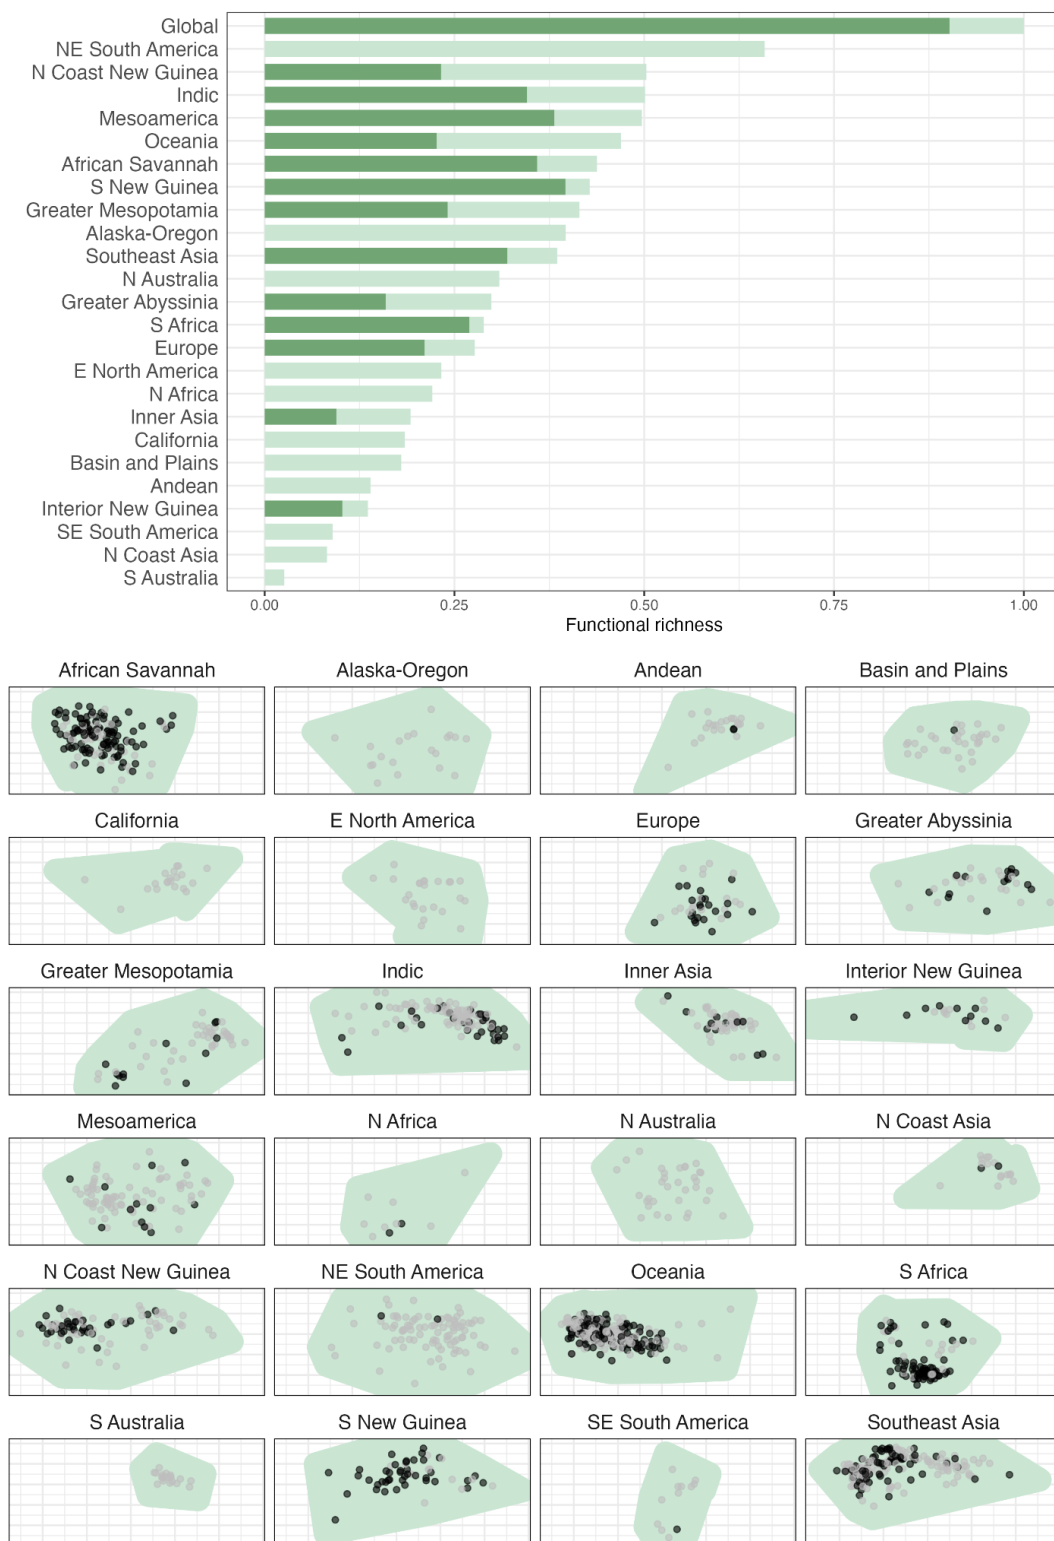 Global
NE South America
N Coast New Guinea
Indic
Mesoamerica
Oceania
African Savannah
S New Guinea
Greater Mesopotamia
Alaska-Oregon
Southeast Asia
N Australia
Greater Abyssinia
S Africa
Europe
E North America
N Africa
Inner Asia
California
Basin and Plains
Andean
Interior New Guinea
SE South America
N Coast Asia
S Australia
0.00 0.25 0.50 0.75 1.00
Functional richness
African Savannah Alaska-Oregon Andean Basin and Plains
California E North America Europe Greater Abyssinia
Greater Mesopotamia Indic Inner Asia Interior New Guinea
Mesoamerica N Africa N Australia N Coast Asia
N Coast New Guinea NE South America Oceania S Africa
S Australia S New Guinea SE South America Southeast Asia